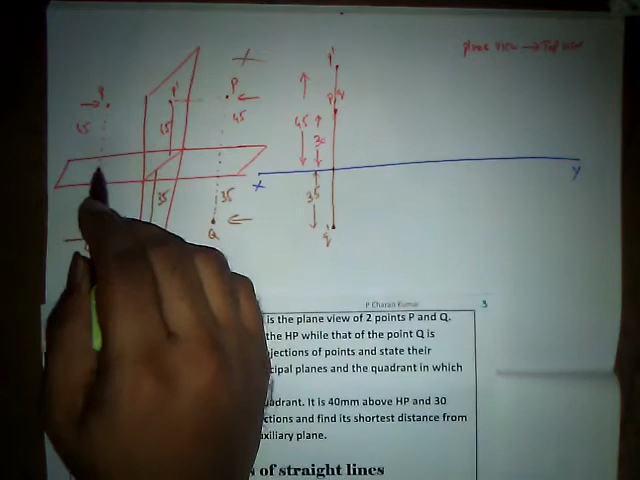 plane view → Top view
P'
P'
P
P
P
q
45
45
45
45
30
35
35
35
X
Y
Q
q'
P Charan Kumar
3
is the plane view of 2 points P and Q.
the HP while that of the point Q is
jections of points and state their
cipal planes and the quadrant in which
adrant. It is 40mm above HP and 30
ctions and find its shortest distance from
uxiliary plane.
of straight lines